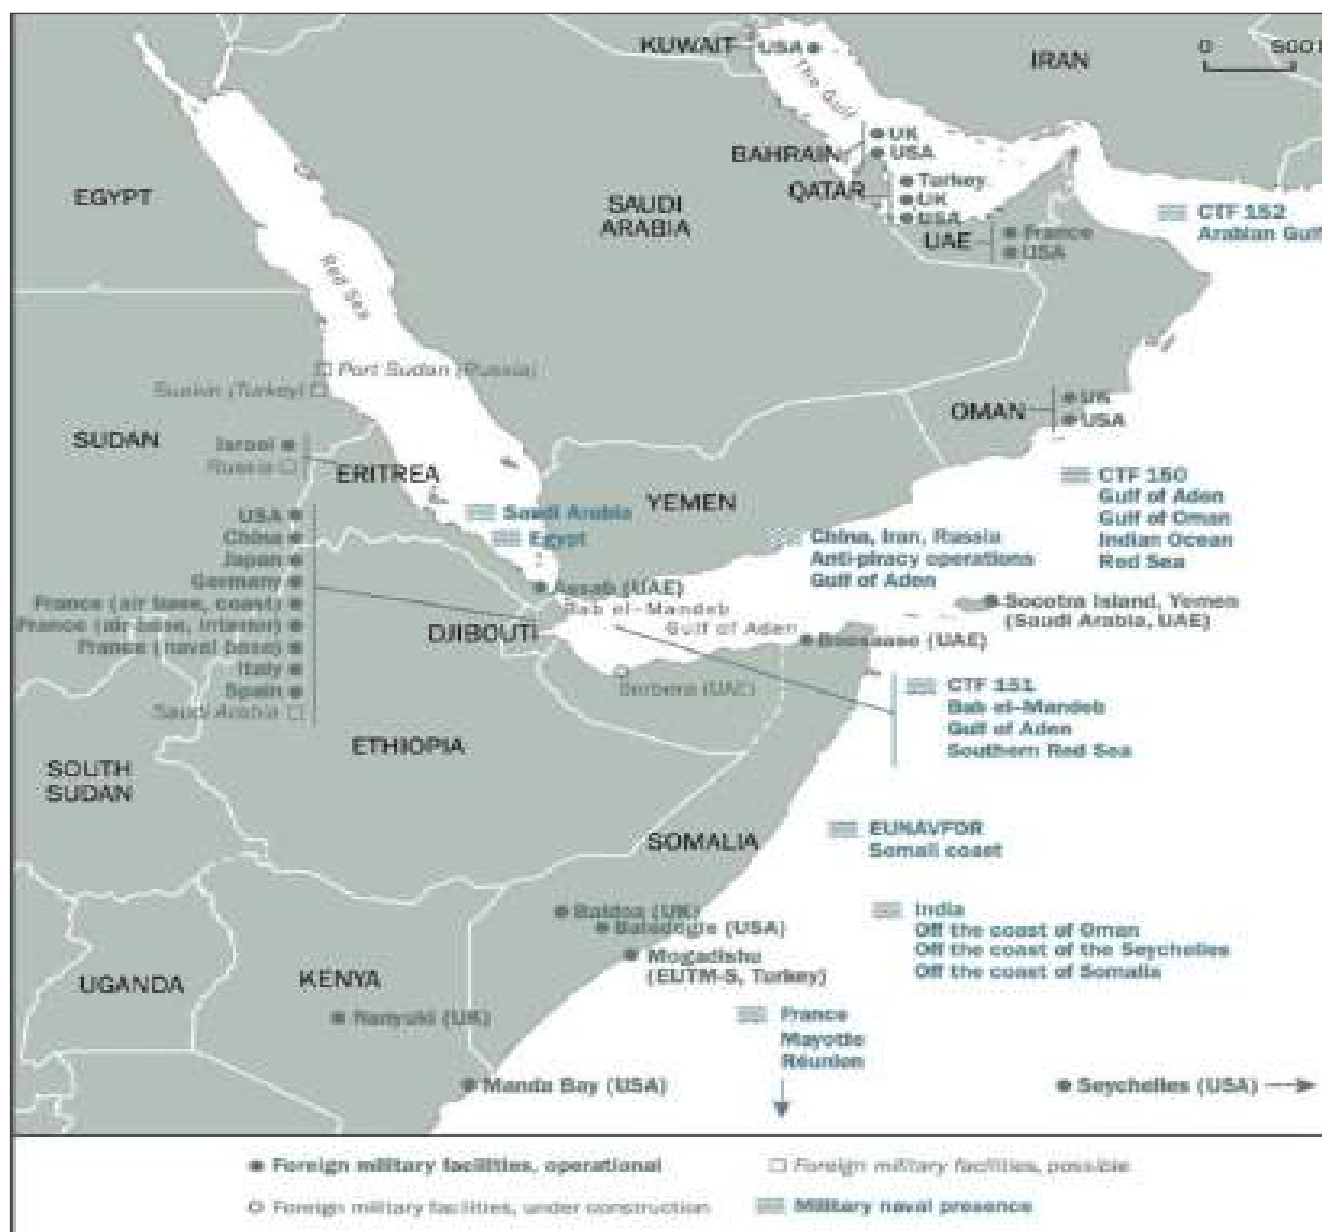 KUWAIT
USA
The Gulf
IRAN
0
500
UK
BAHRAIN
USA
Turkey
QATAR
UK
USA
EGYPT
SAUDI
ARABIA
UAE
France
USA
CTF 152
Arabian Gulf
Red Sea
Port Sudan (Russia)
Suakin (Turkey)
OMAN
UK
USA
SUDAN
Israel
Russia
ERITREA
YEMEN
Saudi Arabia
Egypt
CTF 150
Gulf of Aden
Gulf of Oman
Indian Ocean
Red Sea
China, Iran, Russia
Anti-piracy operations
Gulf of Aden
USA
China
Japan
Germany
France (air base, coast)
France (air base, interior)
France (naval base)
Italy
Spain
Saudi Arabia
Assab (UAE)
Bab el-Mandeb
Gulf of Aden
DJIBOUTI
Socotra Island, Yemen
(Saudi Arabia, UAE)
Bossaso (UAE)
Berbera (UAE)
CTF 151
Bab el-Mandeb
Gulf of Aden
Southern Red Sea
ETHIOPIA
SOUTH
SUDAN
SOMALIA
EUNAVFOR
Somali coast
Baidoa (UK)
Baledogle (USA)
Mogadishu
(EUTM-S, Turkey)
India
Off the coast of Oman
Off the coast of the Seychelles
Off the coast of Somalia
UGANDA
KENYA
Nanyuki (UK)
France
Mayotte
Réunion
Manda Bay (USA)
Seychelles (USA)
Foreign military facilities, operational
Foreign military facilities, possible
Foreign military facilities, under construction
Military naval presence